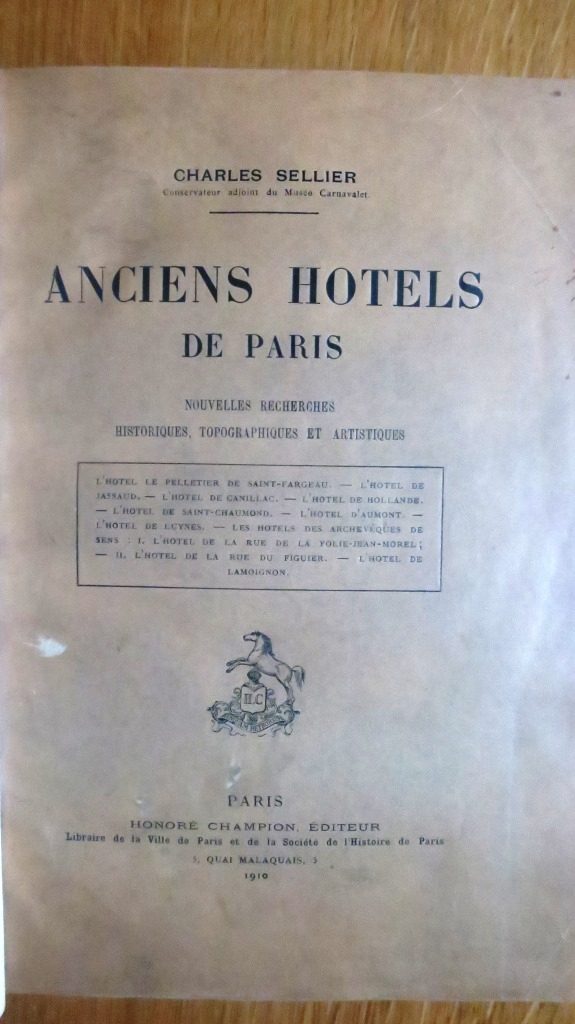 CHARLES SELLIER
Conservateur adjoint du Musée Carnavalet.
ANCIENS HOTELS
DE PARIS
NOUVELLES RECHERCHES
HISTORIQUES, TOPOGRAPHIQUES ET ARTISTIQUES
L'HOTEL LE PELLETIER DE SAINT-FARGEAU. — L'HOTEL DE
JASSAUD. — L'HOTEL DE CANILLAC. — L'HOTEL DE HOLLANDE.
— L'HOTEL DE SAINT-CHAUMOND. — L'HOTEL D'AUMONT. —
L'HOTEL DE LUYNES. — LES HOTELS DES ARCHEVÊQUES DE
SENS : I. L'HOTEL DE LA RUE DE LA FOLIE-JEAN-MOREL ;
— II. L'HOTEL DE LA RUE DU FIGUIER. — L'HOTEL DE
LAMOIGNON.
H.C
PARIS
HONORÉ CHAMPION, ÉDITEUR
Libraire de la Ville de Paris et de la Société de l'Histoire de Paris
5, QUAI MALAQUAIS, 5
1910